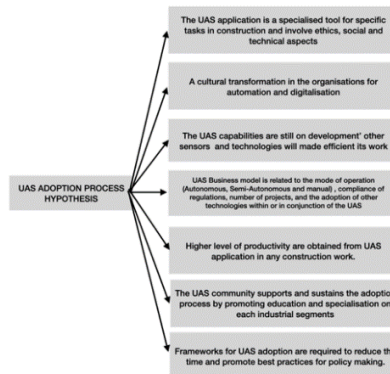 The UAS application is a specialised tool for specific
tasks in construction and involve ethics, social and
technical aspects
A cultural transformation in the organisations for
automation and digitalisation
The UAS capabilities are still on development' other
sensors and technologies will made efficient its work
UAS ADOPTION PROCESS
HYPOTHESIS
UAS Business model is related to the mode of operation
(Autonomous, Semi-Autonomous and manual) , compliance of
regulations, number of projects, and the adoption of other
technologies within or in conjunction of the UAS
Higher level of productivity are obtained from UAS
application in any construction work.
The UAS community supports and sustains the adoptio
process by promoting education and specialisation on
each industrial segments
Frameworks for UAS adoption are required to reduce th
time and promote best practices for policy making.